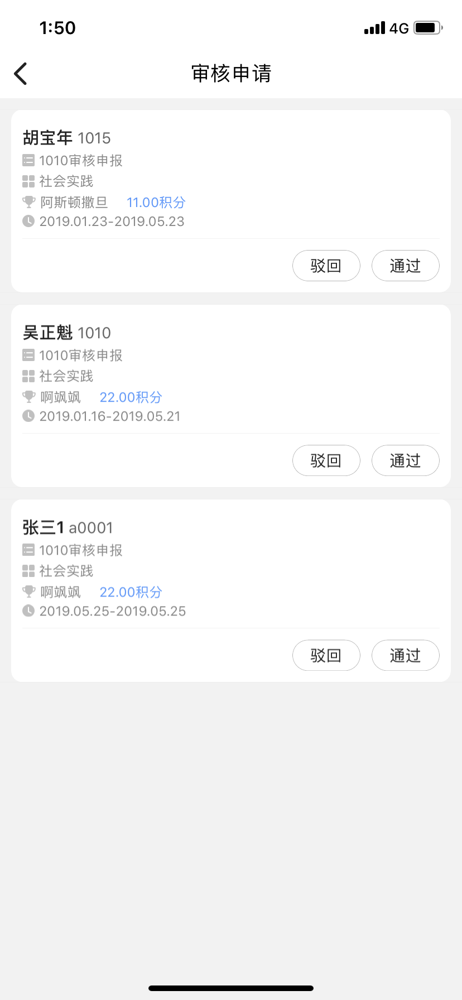 1:50 4G
审核申请
胡宝年 1015
1010审核申报
社会实践
阿斯顿撒旦 11.00积分
2019.01.23-2019.05.23
驳回 通过
吴正魁 1010
1010审核申报
社会实践
啊飒飒 22.00积分
2019.01.16-2019.05.21
驳回 通过
张三1 a0001
1010审核申报
社会实践
啊飒飒 22.00积分
2019.05.25-2019.05.25
驳回 通过